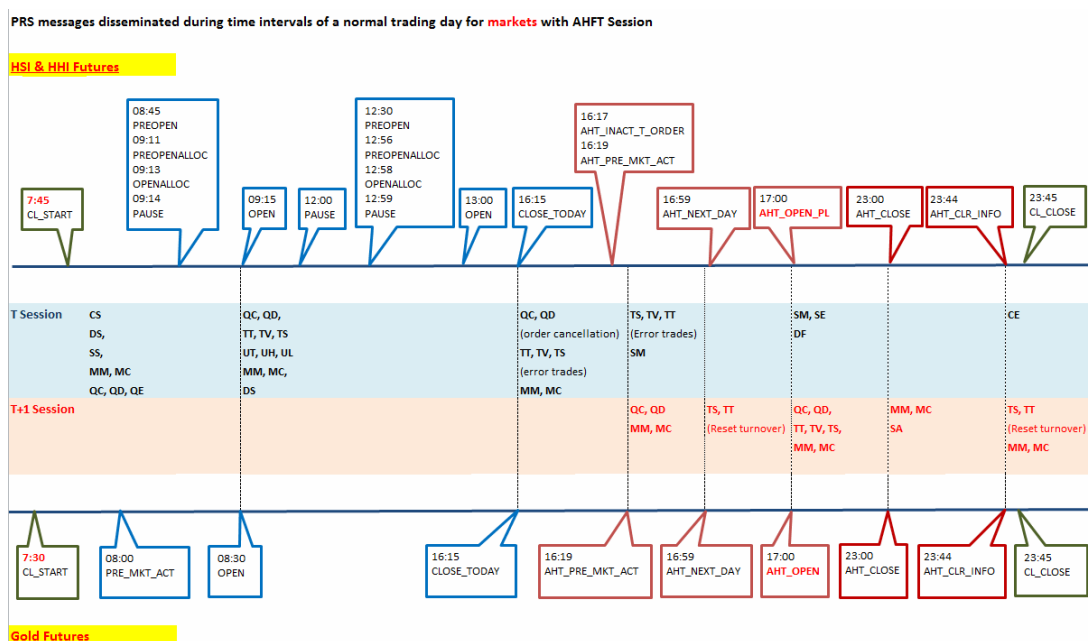 PRS messages disseminated during time intervals of a normal trading day for markets with AHFT Session
HSI & HHI Futures
7:45
CL_START
08:45
PREOPEN
09:11
PREOPENALLOC
09:13
OPENALLOC
09:14
PAUSE
09:15
OPEN
12:00
PAUSE
12:30
PREOPEN
12:56
PREOPENALLOC
12:58
OPENALLOC
12:59
PAUSE
13:00
OPEN
16:15
CLOSE_TODAY
16:17
AHT_INACT_T_ORDER
16:19
AHT_PRE_MKT_ACT
16:59
AHT_NEXT_DAY
17:00
AHT_OPEN_PL
23:00
AHT_CLOSE
23:44
AHT_CLR_INFO
23:45
CL_CLOSE
T Session
CS
DS,
SS,
MM, MC
QC, QD, QE
QC, QD,
TT, TV, TS
UT, UH, UL
MM, MC,
DS
QC, QD
(order cancellation)
TT, TV, TS
(error trades)
MM, MC
TS, TV, TT
(Error trades)
SM
SM, SE
DF
CE
T+1 Session
QC, QD
MM, MC
TS, TT
(Reset turnover)
QC, QD,
TT, TV, TS,
MM, MC
MM, MC
SA
TS, TT
(Reset turnover)
MM, MC
7:30
CL_START
08:00
PRE_MKT_ACT
08:30
OPEN
16:15
CLOSE_TODAY
16:19
AHT_PRE_MKT_ACT
16:59
AHT_NEXT_DAY
17:00
AHT_OPEN
23:00
AHT_CLOSE
23:44
AHT_CLR_INFO
23:45
CL_CLOSE
Gold Futures